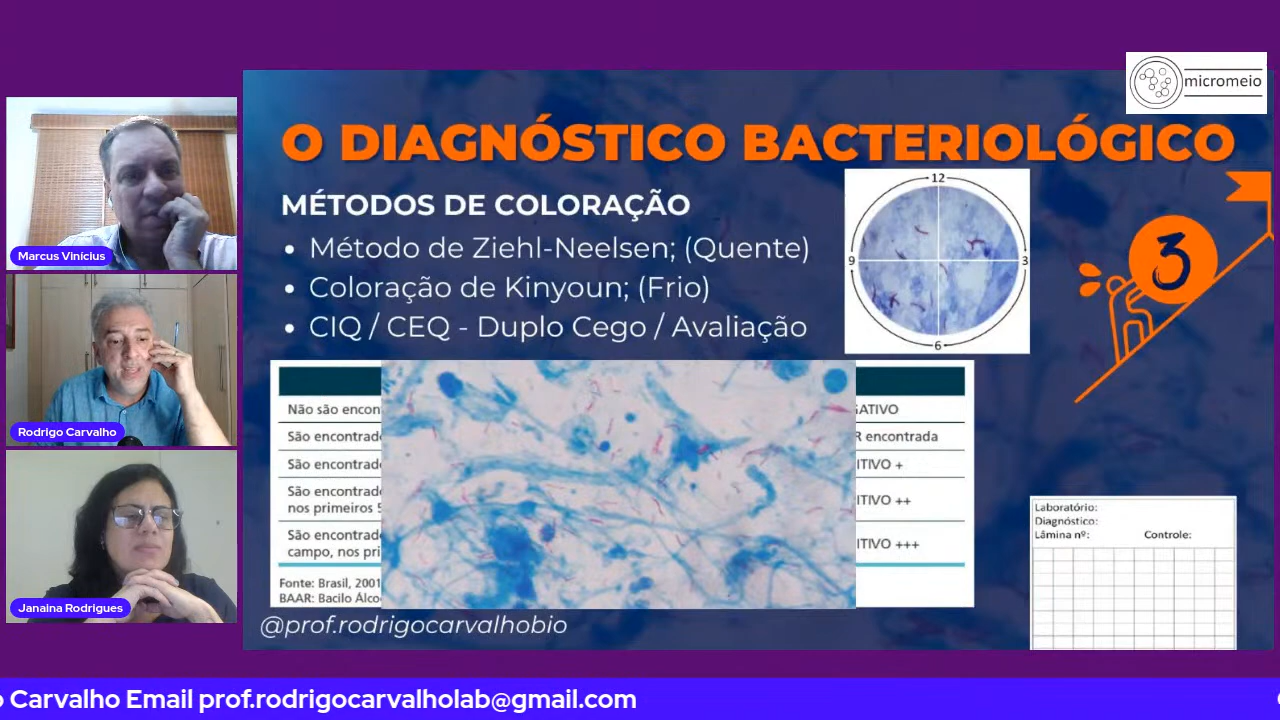 micromeio
O DIAGNÓSTICO BACTERIOLÓGICO
MÉTODOS DE COLORAÇÃO
• Método de Ziehl-Neelsen; (Quente)
• Coloração de Kinyoun; (Frio)
• CIQ / CEQ - Duplo Cego / Avaliação
12
9
3
6
3
Marcus Vinícius
Rodrigo Carvalho
Janaina Rodrigues
Não são encon
São encontrad
encontrada
São encontrad
ITIVO +
São encontrad
nos primeiros
ITIVO ++
São encontrad
campo, nos pri
ITIVO +++
Fonte: Brasil, 2001
BAAR: Bacilo Álco
Laboratório:
Diagnóstico:
Lâmina nº: Controle:
@prof.rodrigocarvalhobio
Carvalho Email prof.rodrigocarvalholab@gmail.com